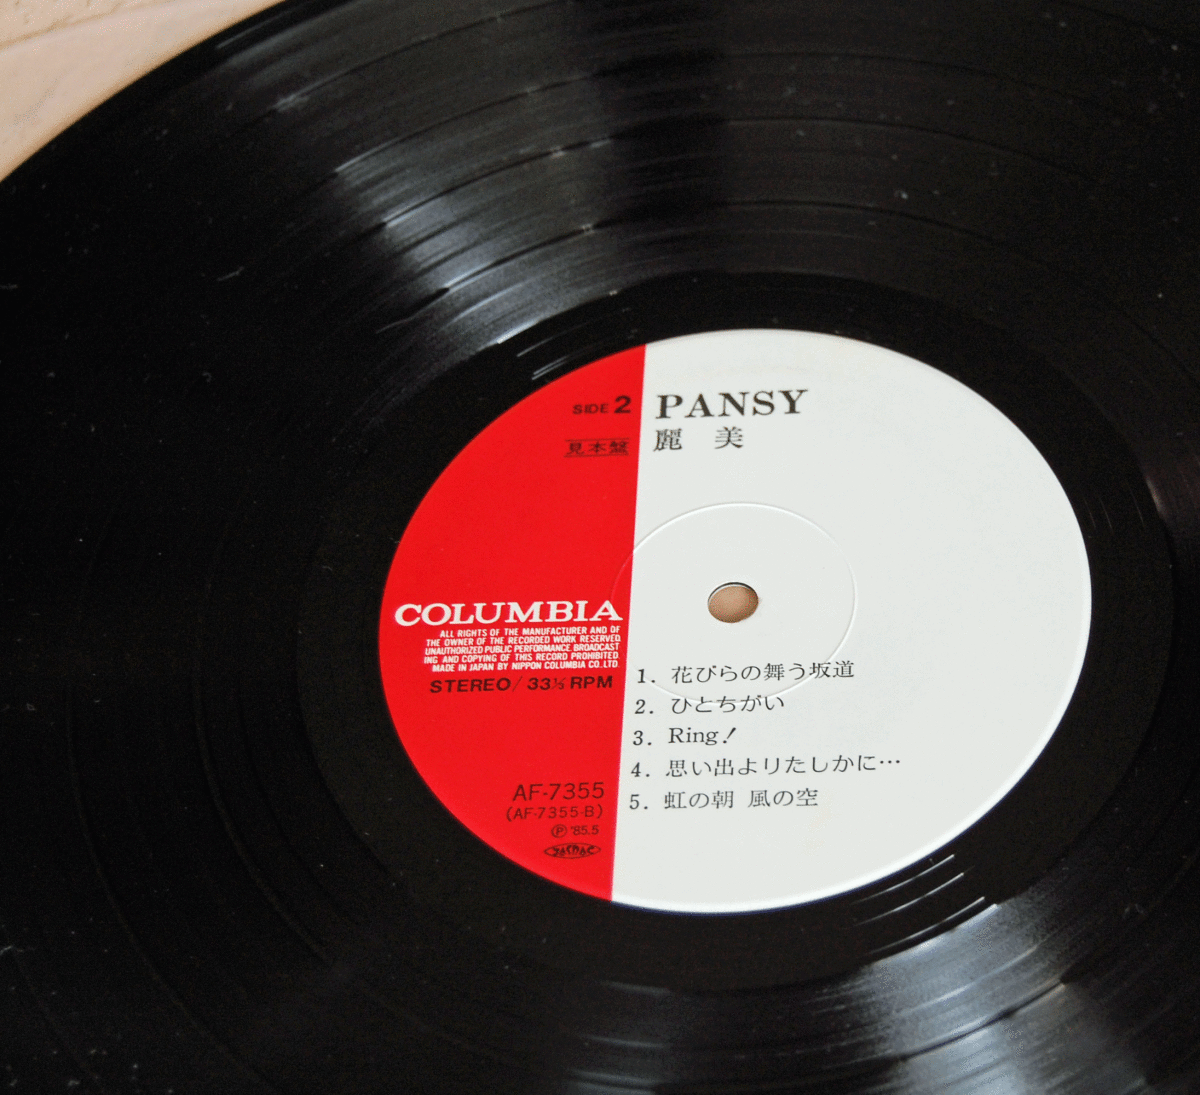 SIDE 2
見本盤
PANSY
麗美
COLUMBIA
ALL RIGHTS OF THE MANUFACTURER AND OF
THE OWNER OF THE RECORDED WORK RESERVED.
UNAUTHORIZED PUBLIC PERFORMANCE BROADCAST
ING AND COPYING OF THIS RECORD PROHIBITED.
MADE IN JAPAN BY NIPPON COLUMBIA CO. LTD.
STEREO/33⅓ RPM
1. 花びらの舞う坂道
2. ひとちがい
3. Ring!
4. 思い出よりたしかに…
5. 虹の朝 風の空
AF-7355
(AF-7355-B)
Ⓟ '85.5